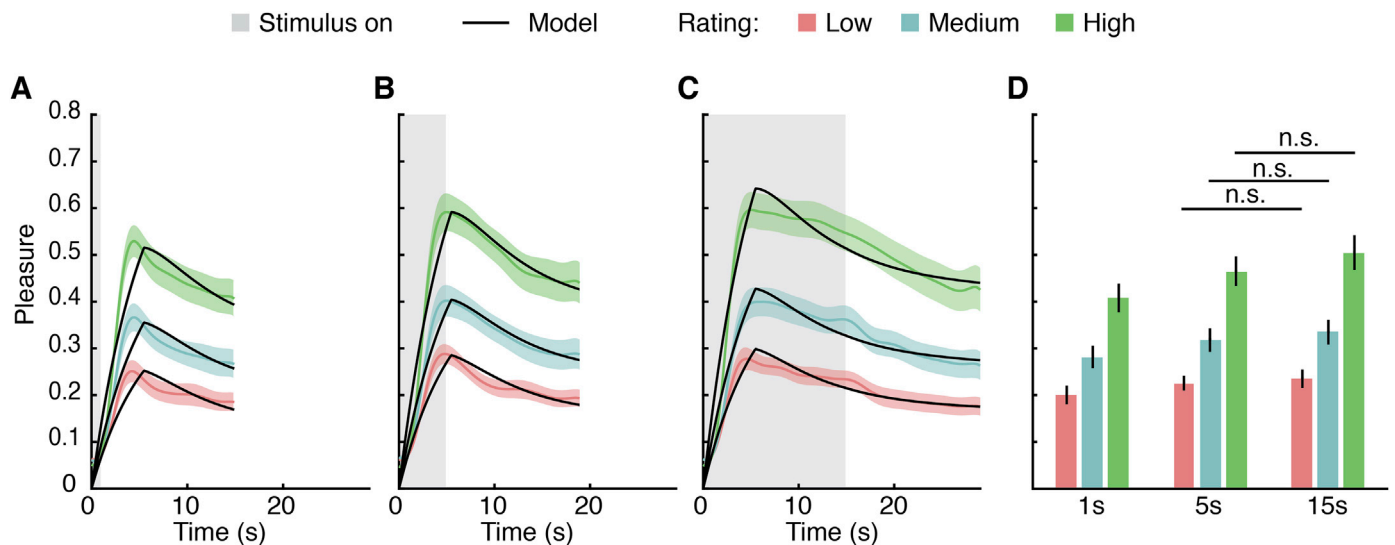 Stimulus on Model Rating: Low Medium High
A B C D
0.8
0.7
0.6
0.5
0.4
0.3
0.2
0.1
0
Pleasure
n.s.
n.s.
n.s.
0 10 20 0 10 20 0 10 20 1s 5s 15s
Time (s) Time (s) Time (s)